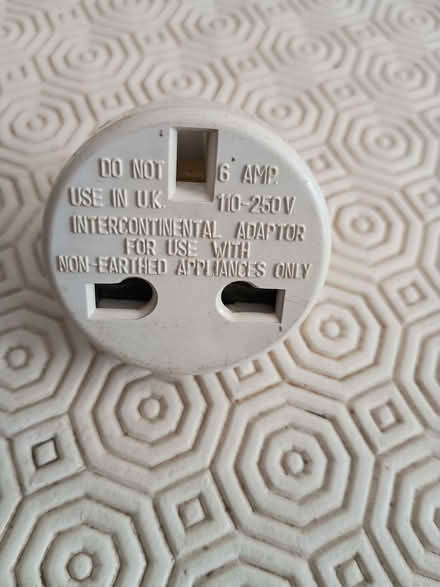 DO NOT 6 AMP.
USE IN U.K. 110-250V
INTERCONTINENTAL ADAPTOR
FOR USE WITH
NON-EARTHED APPLIANCES ONLY